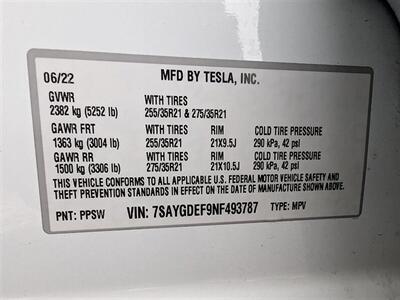 06/22 MFD BY TESLA, INC.
GVWR WITH TIRES
2382 kg (5252 lb) 255/35R21 & 275/35R21
GAWR FRT WITH TIRES RIM COLD TIRE PRESSURE
1363 kg (3004 lb) 255/35R21 21X9.5J 290 kPa, 42 psi
GAWR RR WITH TIRES RIM COLD TIRE PRESSURE
1500 kg (3306 lb) 275/35R21 21X10.5J 290 kPa, 42 psi
THIS VEHICLE CONFORMS TO ALL APPLICABLE U.S. FEDERAL MOTOR VEHICLE SAFETY AND
THEFT PREVENTION STANDARDS IN EFFECT ON THE DATE OF MANUFACTURE SHOWN ABOVE.
PNT: PPSW VIN: 7SAYGDEF9NF493787 TYPE: MPV